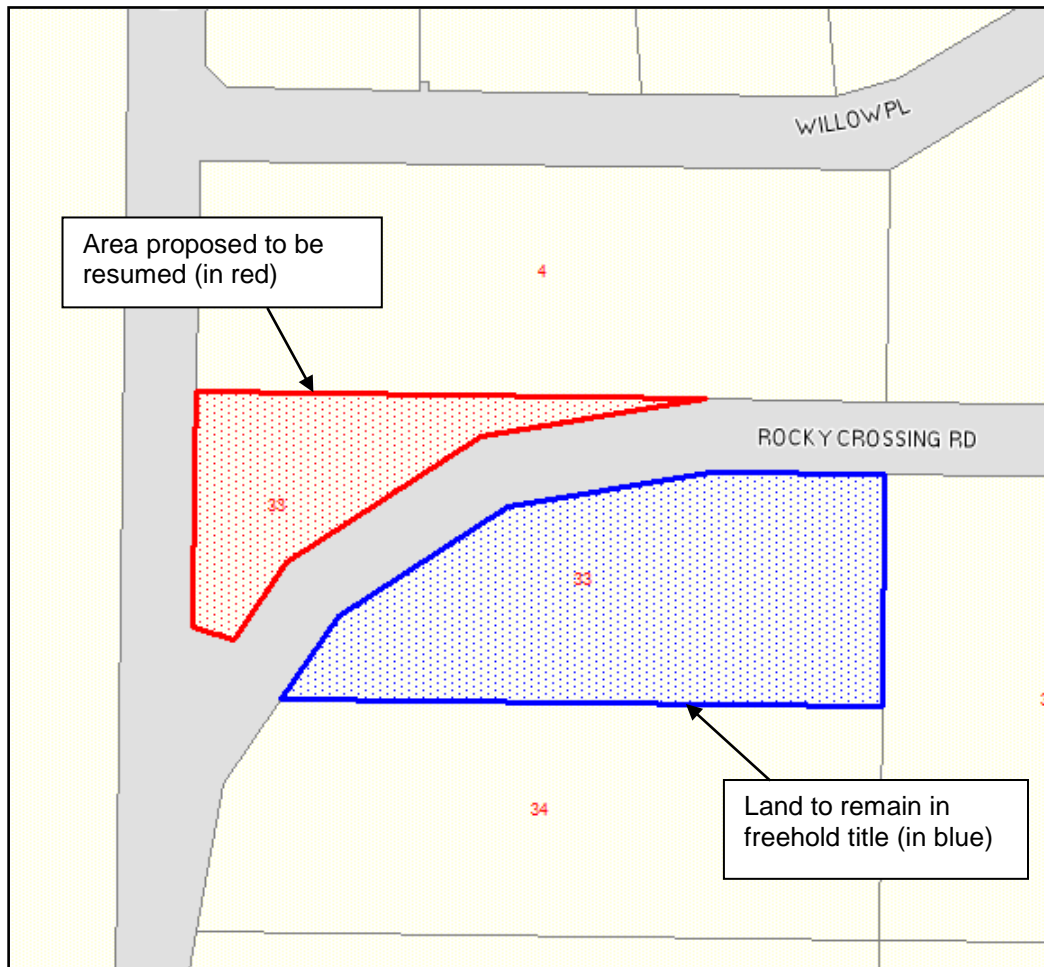 WILLOW PL
Area proposed to be
resumed (in red)
4
ROCKY CROSSING RD
33
33
34
Land to remain in
freehold title (in blue)